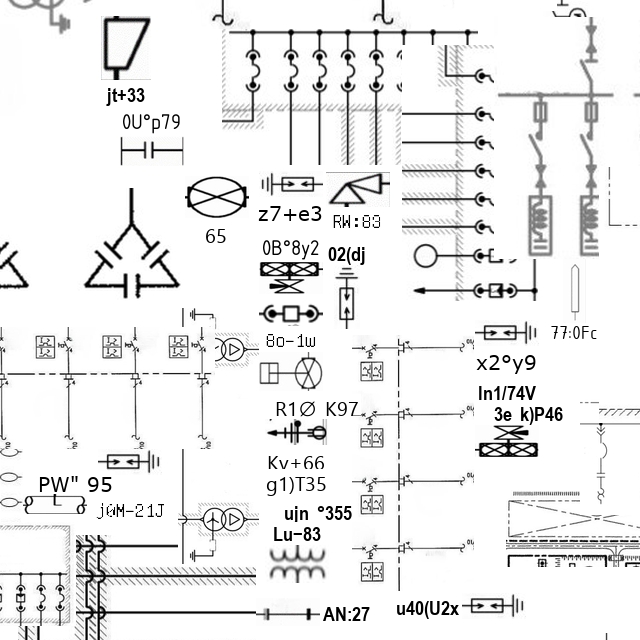 jt+33
0U°p79
65
z7+e3
RW:83
0B°8y2
02(dj
8o-1w
77:0Fc
x2°y9
In1/74V
3e k)P46
R1∅ K97
Kv+66
g1)T35
PW" 95
j0M-21J
ujn °355
Lu-83
AN:27
u40(U2x